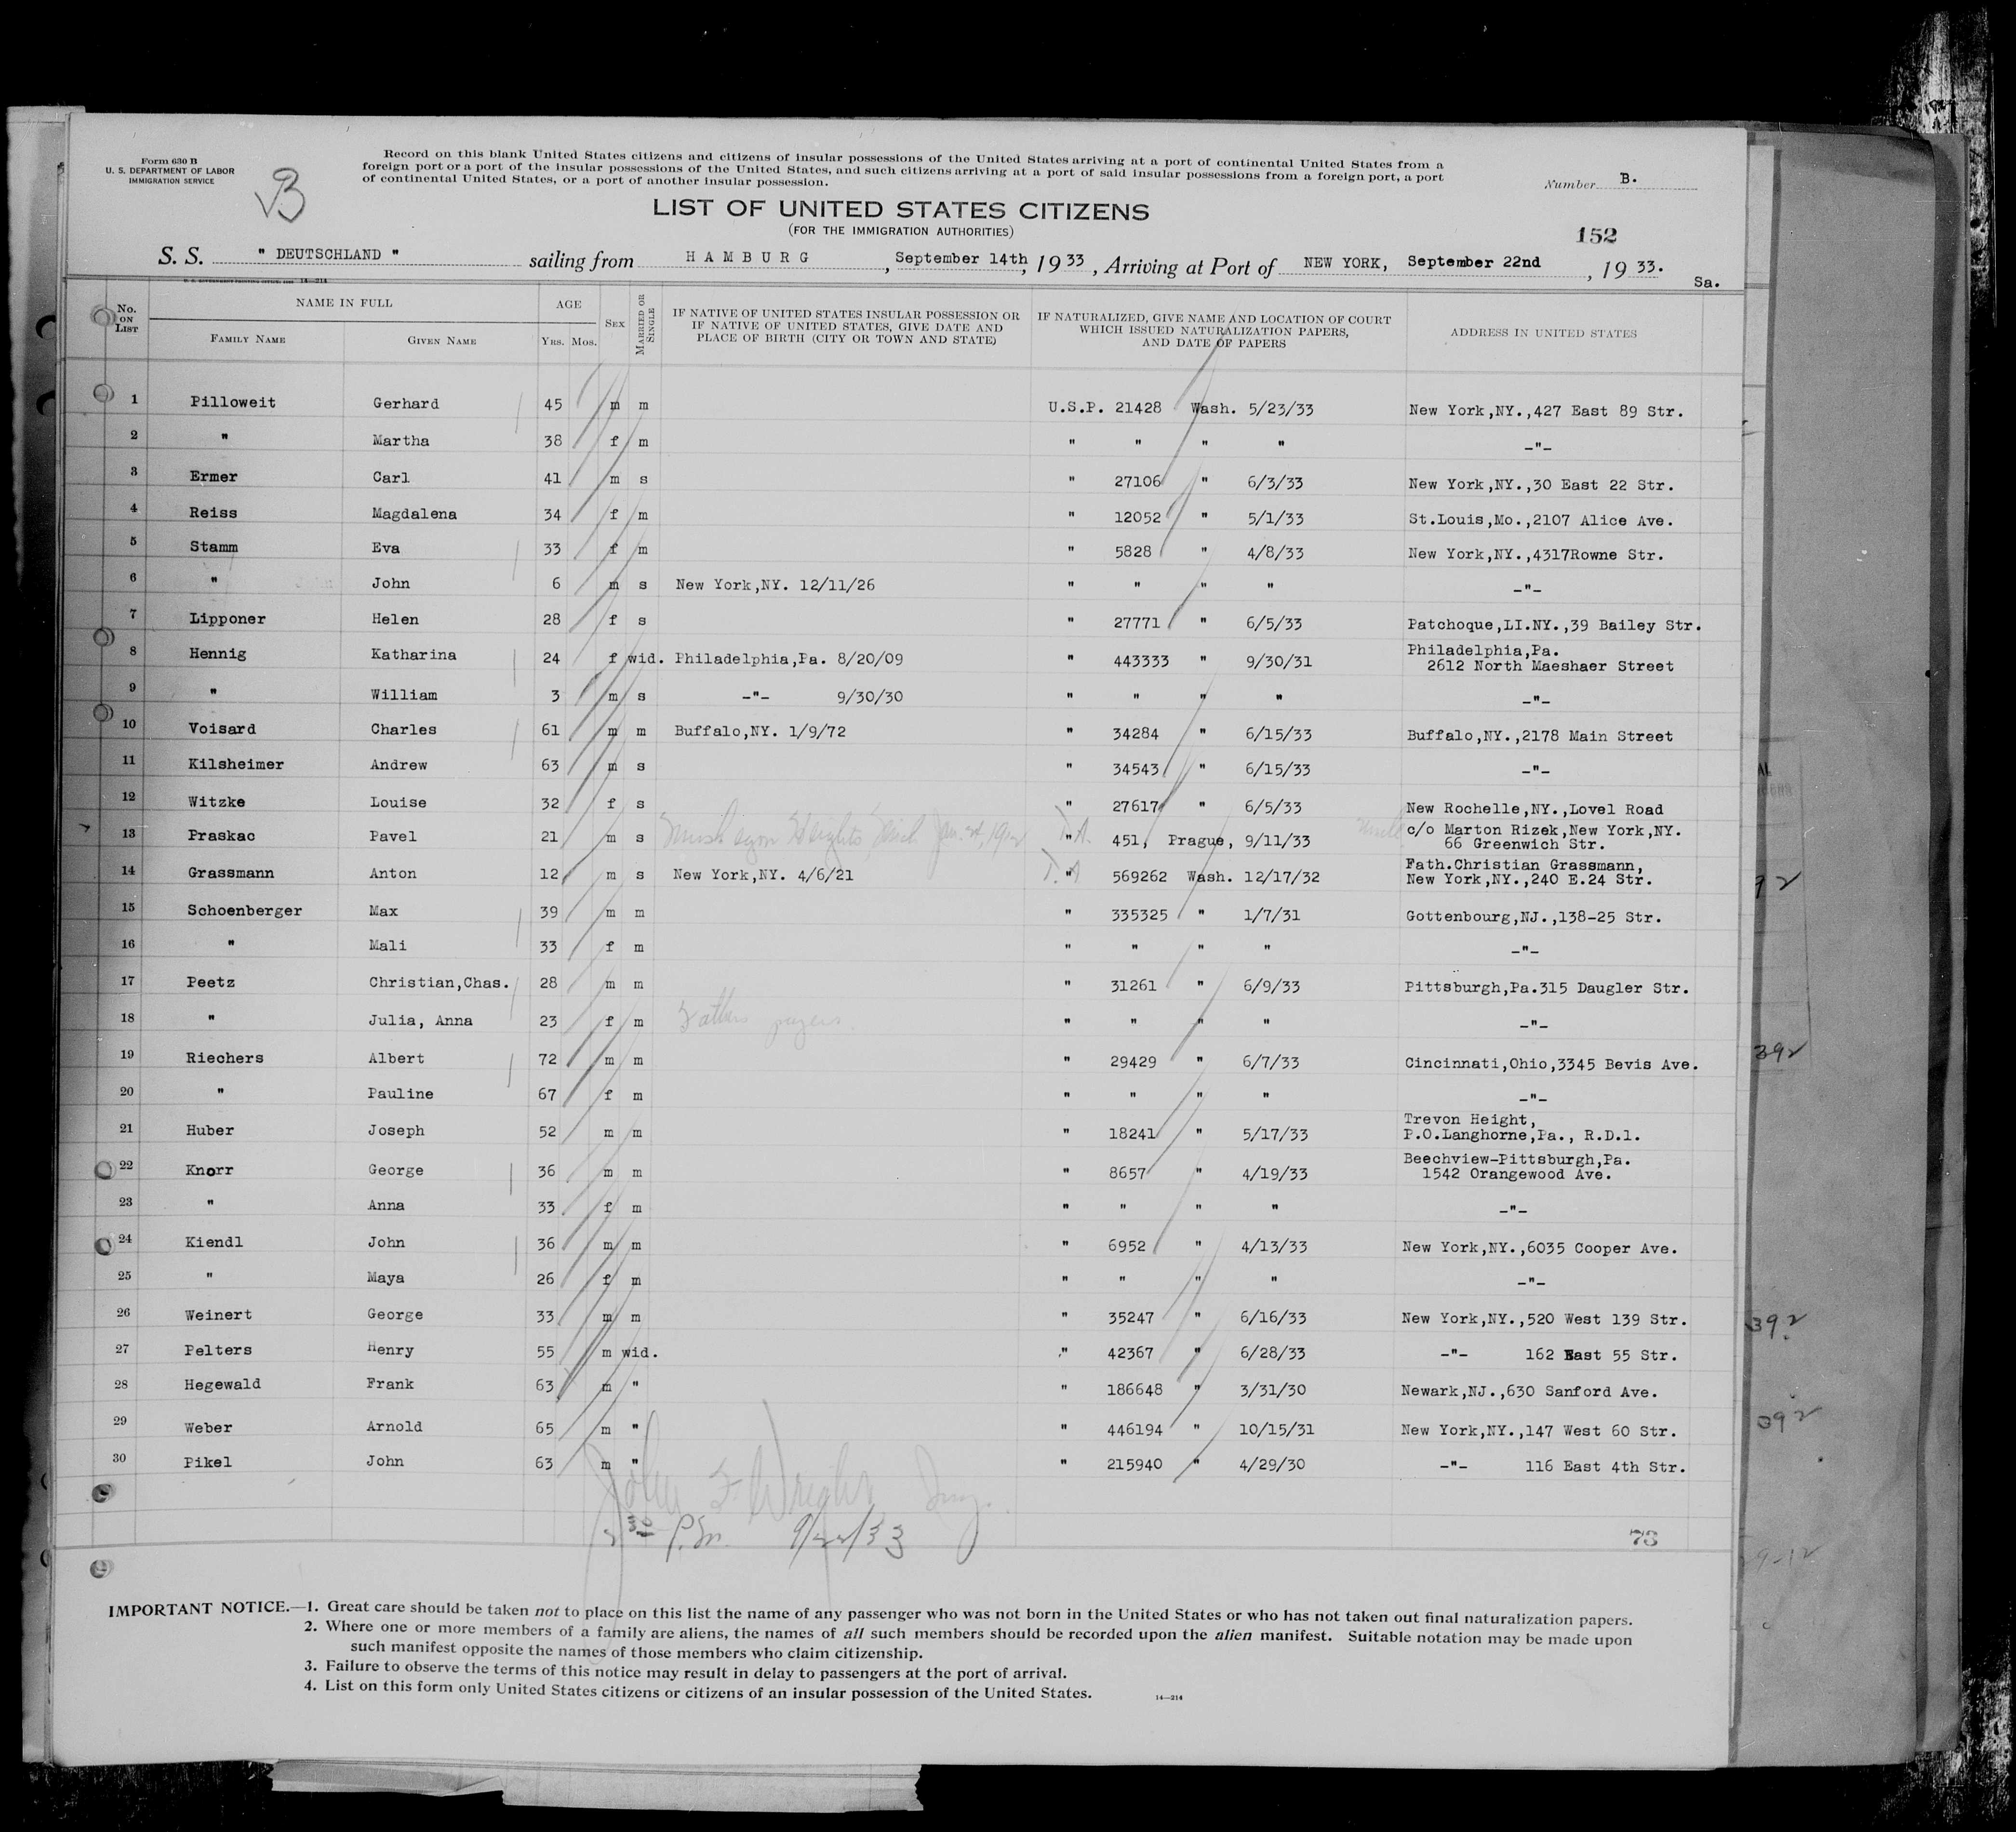 Form 630 B
U. S. DEPARTMENT OF LABOR
IMMIGRATION SERVICE
B
Record on this blank United States citizens and citizens of insular possessions of the United States arriving at a port of continental United States from a
foreign port or a port of the insular possessions of the United States, and such citizens arriving at a port of said insular possessions from a foreign port, a port
of continental United States, or a port of another insular possession.
Number B.
LIST OF UNITED STATES CITIZENS
(FOR THE IMMIGRATION AUTHORITIES)
152
S. S. " DEUTSCHLAND " sailing from HAMBURG, September 14th, 1933, Arriving at Port of NEW YORK, September 22nd, 1933.
Sa.
14—214
No. ON LIST NAME IN FULL FAMILY NAME GIVEN NAME AGE YRS. MOS. SEX MARRIED OR SINGLE IF NATIVE OF UNITED STATES INSULAR POSSESSION OR IF NATIVE OF UNITED STATES, GIVE DATE AND PLACE OF BIRTH (CITY OR TOWN AND STATE) IF NATURALIZED, GIVE NAME AND LOCATION OF COURT WHICH ISSUED NATURALIZATION PAPERS, AND DATE OF PAPERS ADDRESS IN UNITED STATES
1 Pilloweit Gerhard 45 m m U.S.P. 21428 Wash. 5/23/33 New York,NY.,427 East 89 Str.
2 " Martha 38 f m " " " " -"-
3 Ermer Carl 41 m s " 27106 " 6/3/33 New York,NY.,30 East 22 Str.
4 Reiss Magdalena 34 f m " 12052 " 5/1/33 St.Louis,Mo.,2107 Alice Ave.
5 Stamm Eva 33 f m " 5828 " 4/8/33 New York,NY.,4317Rowne Str.
6 " John 6 m s New York,NY. 12/11/26 " " " " -"-
7 Lipponer Helen 28 f s " 27771 " 6/5/33 Patchoque,LI.NY.,39 Bailey Str.
8 Hennig Katharina 24 f wid. Philadelphia,Pa. 8/20/09 " 443333 " 9/30/31 Philadelphia,Pa.
2612 North Maeshaer Street
9 " William 3 m s -"- 9/30/30 " " " " -"-
10 Voisard Charles 61 m m Buffalo,NY. 1/9/72 " 34284 " 6/15/33 Buffalo,NY.,2178 Main Street
11 Kilsheimer Andrew 63 m s " 34543 " 6/15/33 -"-
12 Witzke Louise 32 f s " 27617 " 6/5/33 New Rochelle,NY.,Lovel Road
13 Praskac Pavel 21 m s Heights, Mich Jan. " 451, Prague, 9/11/33 Uncle c/o Marton Rizek,New York,NY.
66 Greenwich Str.
14 Grassmann Anton 12 m s New York,NY. 4/6/21 " 569262 Wash. 12/17/32 Fath.Christian Grassmann,
New York,NY.,240 E.24 Str.
15 Schoenberger Max 39 m m " 335325 " 1/7/31 Gottenbourg,NJ.,138-25 Str.
16 " Mali 33 f m " " " " -"-
17 Peetz Christian,Chas. 28 m m " 31261 " 6/9/33 Pittsburgh,Pa.315 Daugler Str.
18 " Julia, Anna 23 f m Fathers papers. " " " " -"-
19 Riechers Albert 72 m m " 29429 " 6/7/33 Cincinnati,Ohio,3345 Bevis Ave.
20 " Pauline 67 f m " " " " -"-
21 Huber Joseph 52 m m " 18241 " 5/17/33 Trevon Height,
P.O.Langhorne,Pa., R.D.1.
22 Knorr George 36 m m " 8657 " 4/19/33 Beechview-Pittsburgh,Pa.
1542 Orangewood Ave.
23 " Anna 33 f m " " " " -"-
24 Kiendl John 36 m m " 6952 " 4/13/33 New York,NY.,6035 Cooper Ave.
25 " Maya 26 f m " " " " -"-
26 Weinert George 33 m m " 35247 " 6/16/33 New York,NY.,520 West 139 Str.
27 Pelters Henry 55 m wid. " 42367 " 6/28/33 -"- 162 East 55 Str.
28 Hegewald Frank 63 m " " 186648 " 3/31/30 Newark,NJ.,630 Sanford Ave.
29 Weber Arnold 65 m " " 446194 " 10/15/31 New York,NY.,147 West 60 Str.
30 Pikel John 63 m " " 215940 " 4/29/30 -"- 116 East 4th Str.
John F. Wright
P.M. 9/22/33
73
IMPORTANT NOTICE.—1. Great care should be taken not to place on this list the name of any passenger who was not born in the United States or who has not taken out final naturalization papers.
2. Where one or more members of a family are aliens, the names of all such members should be recorded upon the alien manifest. Suitable notation may be made upon
such manifest opposite the names of those members who claim citizenship.
3. Failure to observe the terms of this notice may result in delay to passengers at the port of arrival.
4. List on this form only United States citizens or citizens of an insular possession of the United States.
14—214